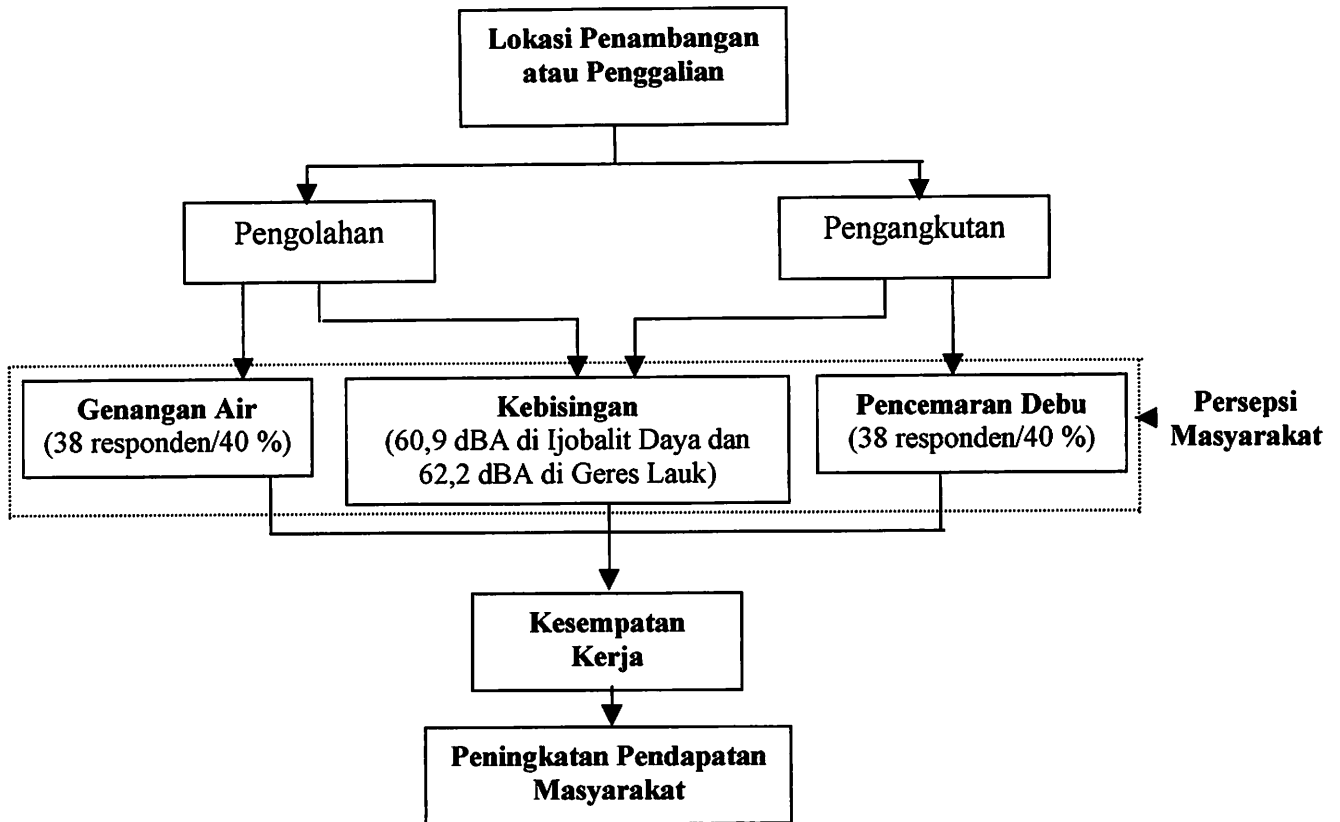 Lokasi Penambangan
atau Penggalian
Pengolahan
Pengangkutan
Genangan Air
(38 responden/40 %)
Kebisingan
(60,9 dBA di Ijobalit Daya dan
62,2 dBA di Geres Lauk)
Pencemaran Debu
(38 responden/40 %)
Persepsi
Masyarakat
Kesempatan
Kerja
Peningkatan Pendapatan
Masyarakat